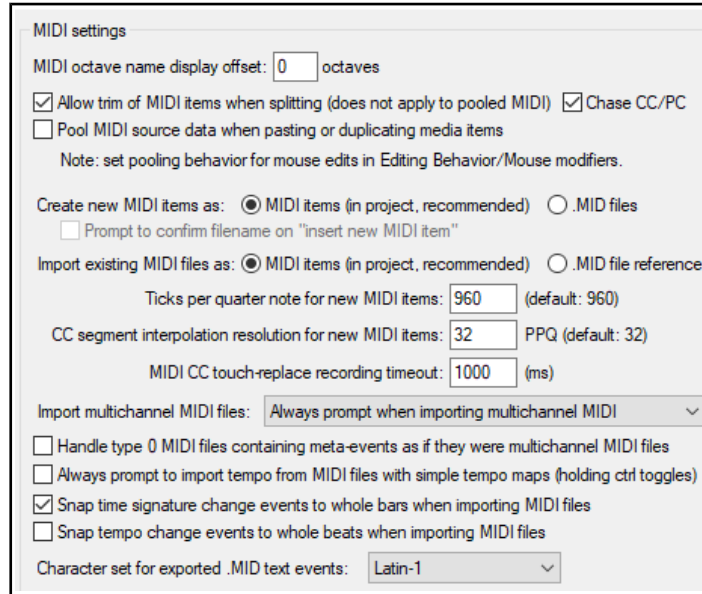 MIDI settings
MIDI octave name display offset: 0 octaves
Allow trim of MIDI items when splitting (does not apply to pooled MIDI) Chase CC/PC
Pool MIDI source data when pasting or duplicating media items
Note: set pooling behavior for mouse edits in Editing Behavior/Mouse modifiers.
Create new MIDI items as: MIDI items (in project, recommended) .MID files
Prompt to confirm filename on "insert new MIDI item"
Import existing MIDI files as: MIDI items (in project, recommended) .MID file reference
Ticks per quarter note for new MIDI items: 960 (default: 960)
CC segment interpolation resolution for new MIDI items: 32 PPQ (default: 32)
MIDI CC touch-replace recording timeout: 1000 (ms)
Import multichannel MIDI files: Always prompt when importing multichannel MIDI
Handle type 0 MIDI files containing meta-events as if they were multichannel MIDI files
Always prompt to import tempo from MIDI files with simple tempo maps (holding ctrl toggles)
Snap time signature change events to whole bars when importing MIDI files
Snap tempo change events to whole beats when importing MIDI files
Character set for exported .MID text events: Latin-1